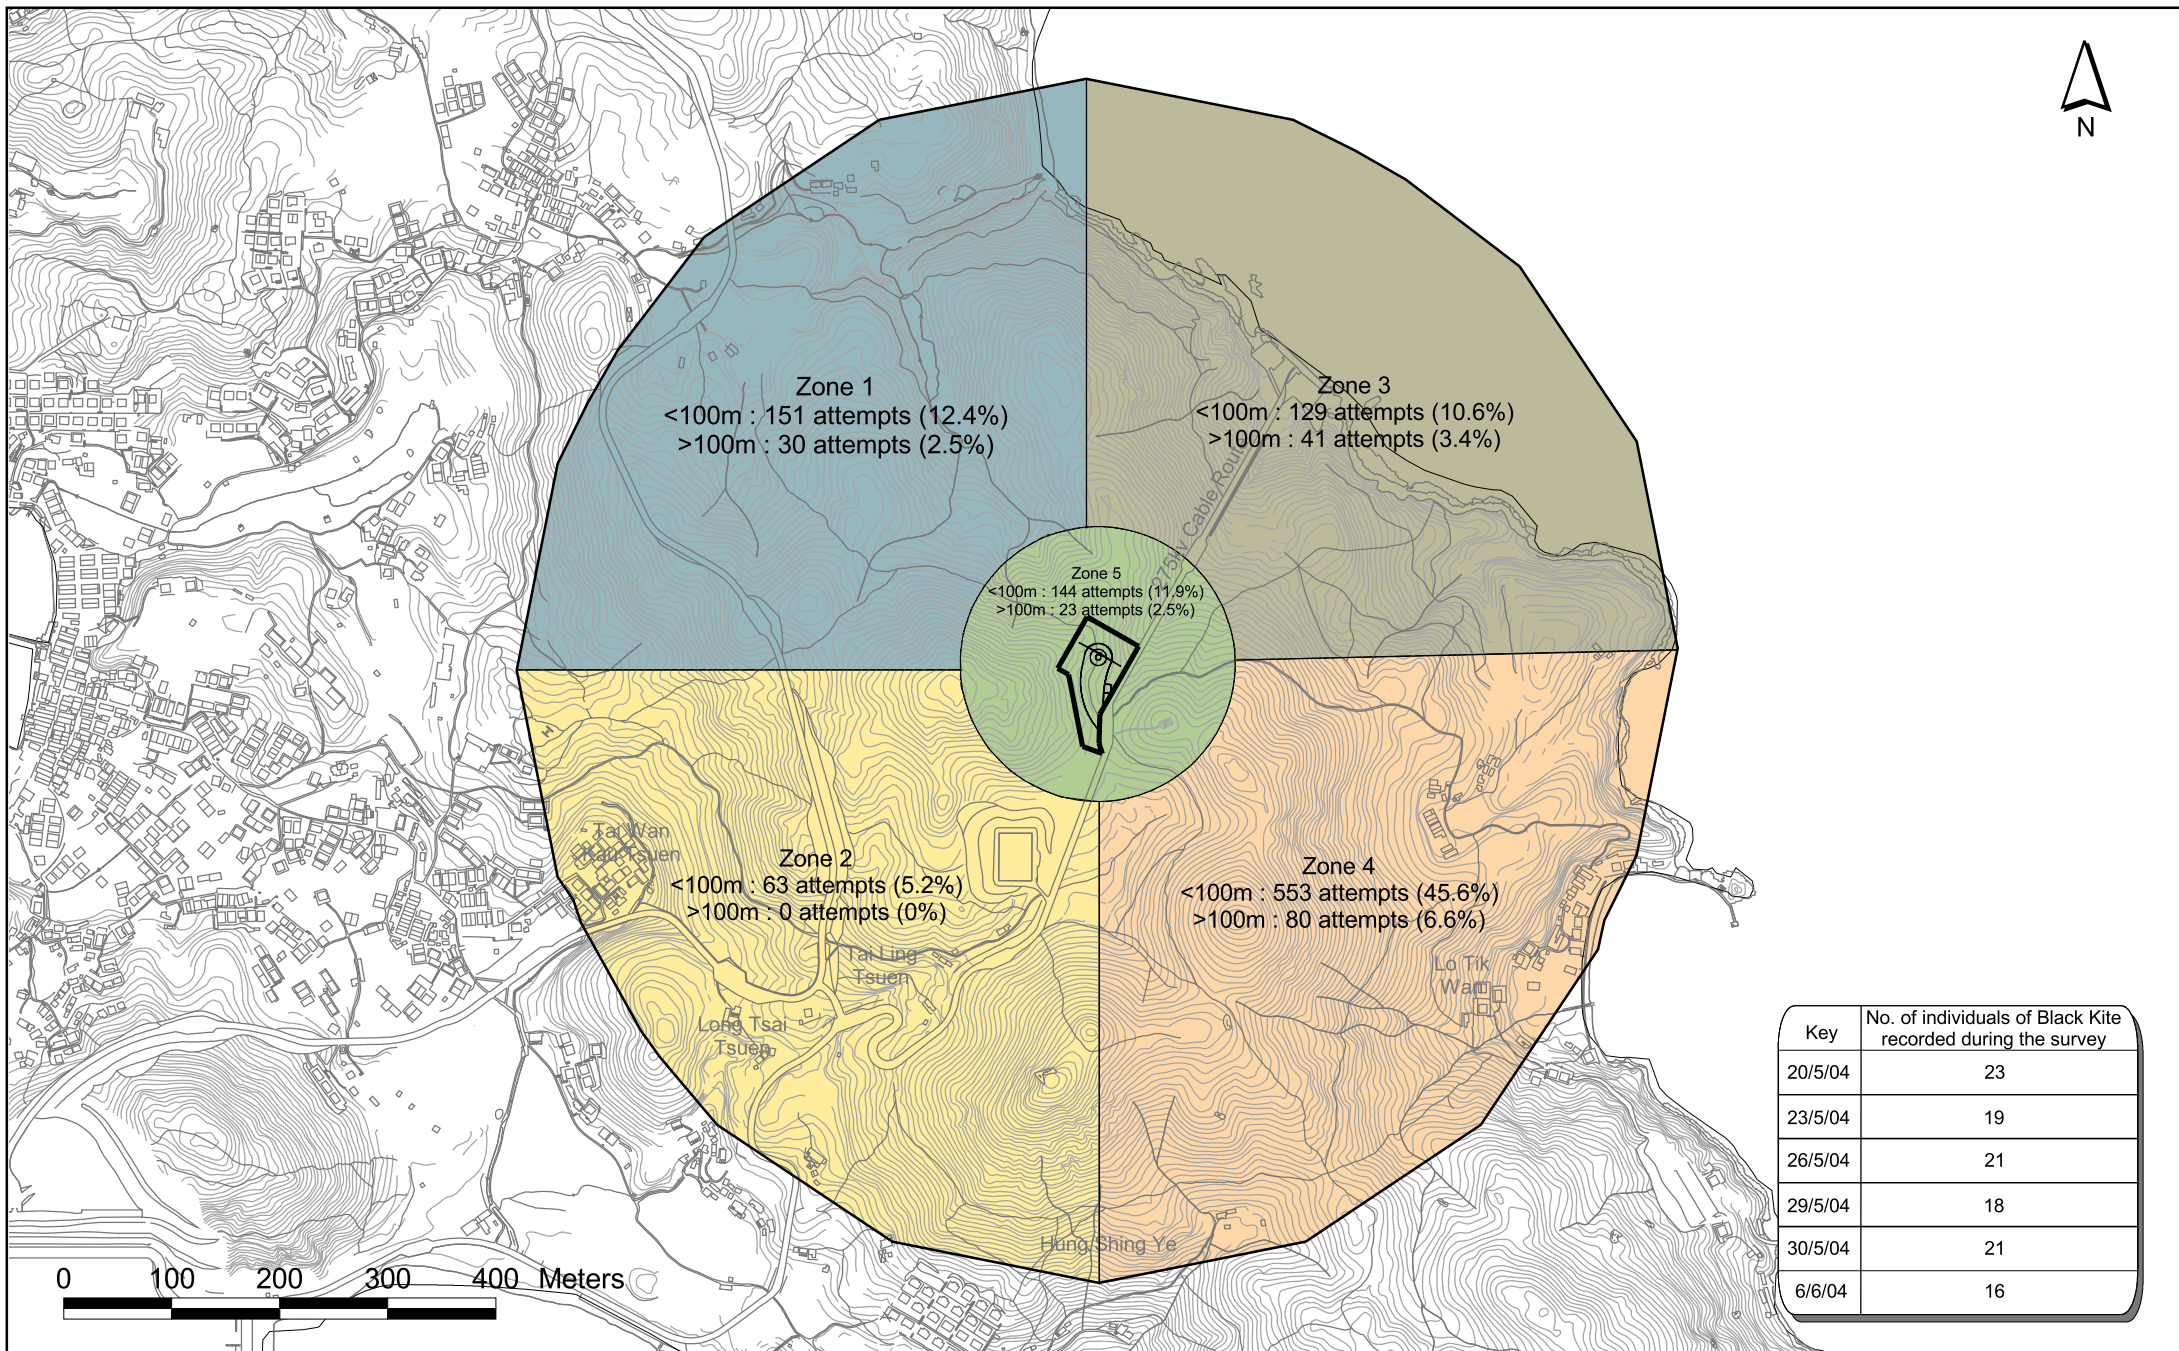 N
Zone 1
<100m : 151 attempts (12.4%)
>100m : 30 attempts (2.5%)
Zone 3
<100m : 129 attempts (10.6%)
>100m : 41 attempts (3.4%)
275kV Cable Route
Zone 5
<100m : 144 attempts (11.9%)
>100m : 23 attempts (2.5%)
H
Tai Wan
Kau Tsuen
Zone 2
<100m : 63 attempts (5.2%)
>100m : 0 attempts (0%)
Zone 4
<100m : 553 attempts (45.6%)
>100m : 80 attempts (6.6%)
Tai Ling
Tsuen
Lo Tik
Wan
Long Tsai
Tsuen
Hung Shing Ye
Key No. of individuals of Black Kite
recorded during the survey
20/5/04 23
23/5/04 19
26/5/04 21
29/5/04 18
30/5/04 21
6/6/04 16
0 100 200 300 400 Meters